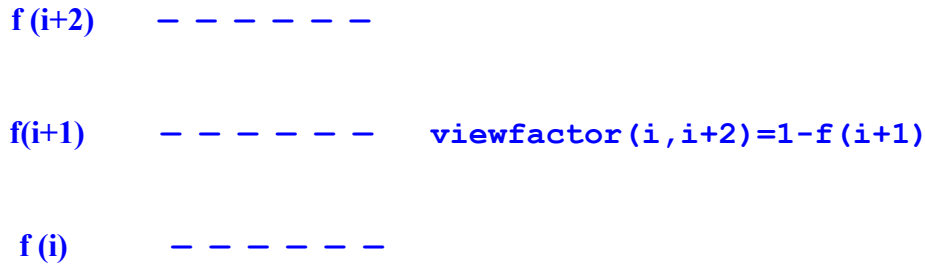 f (i+2) – – – – – –
f(i+1) – – – – – – viewfactor(i,i+2)=1-f(i+1)
f (i) – – – – – –